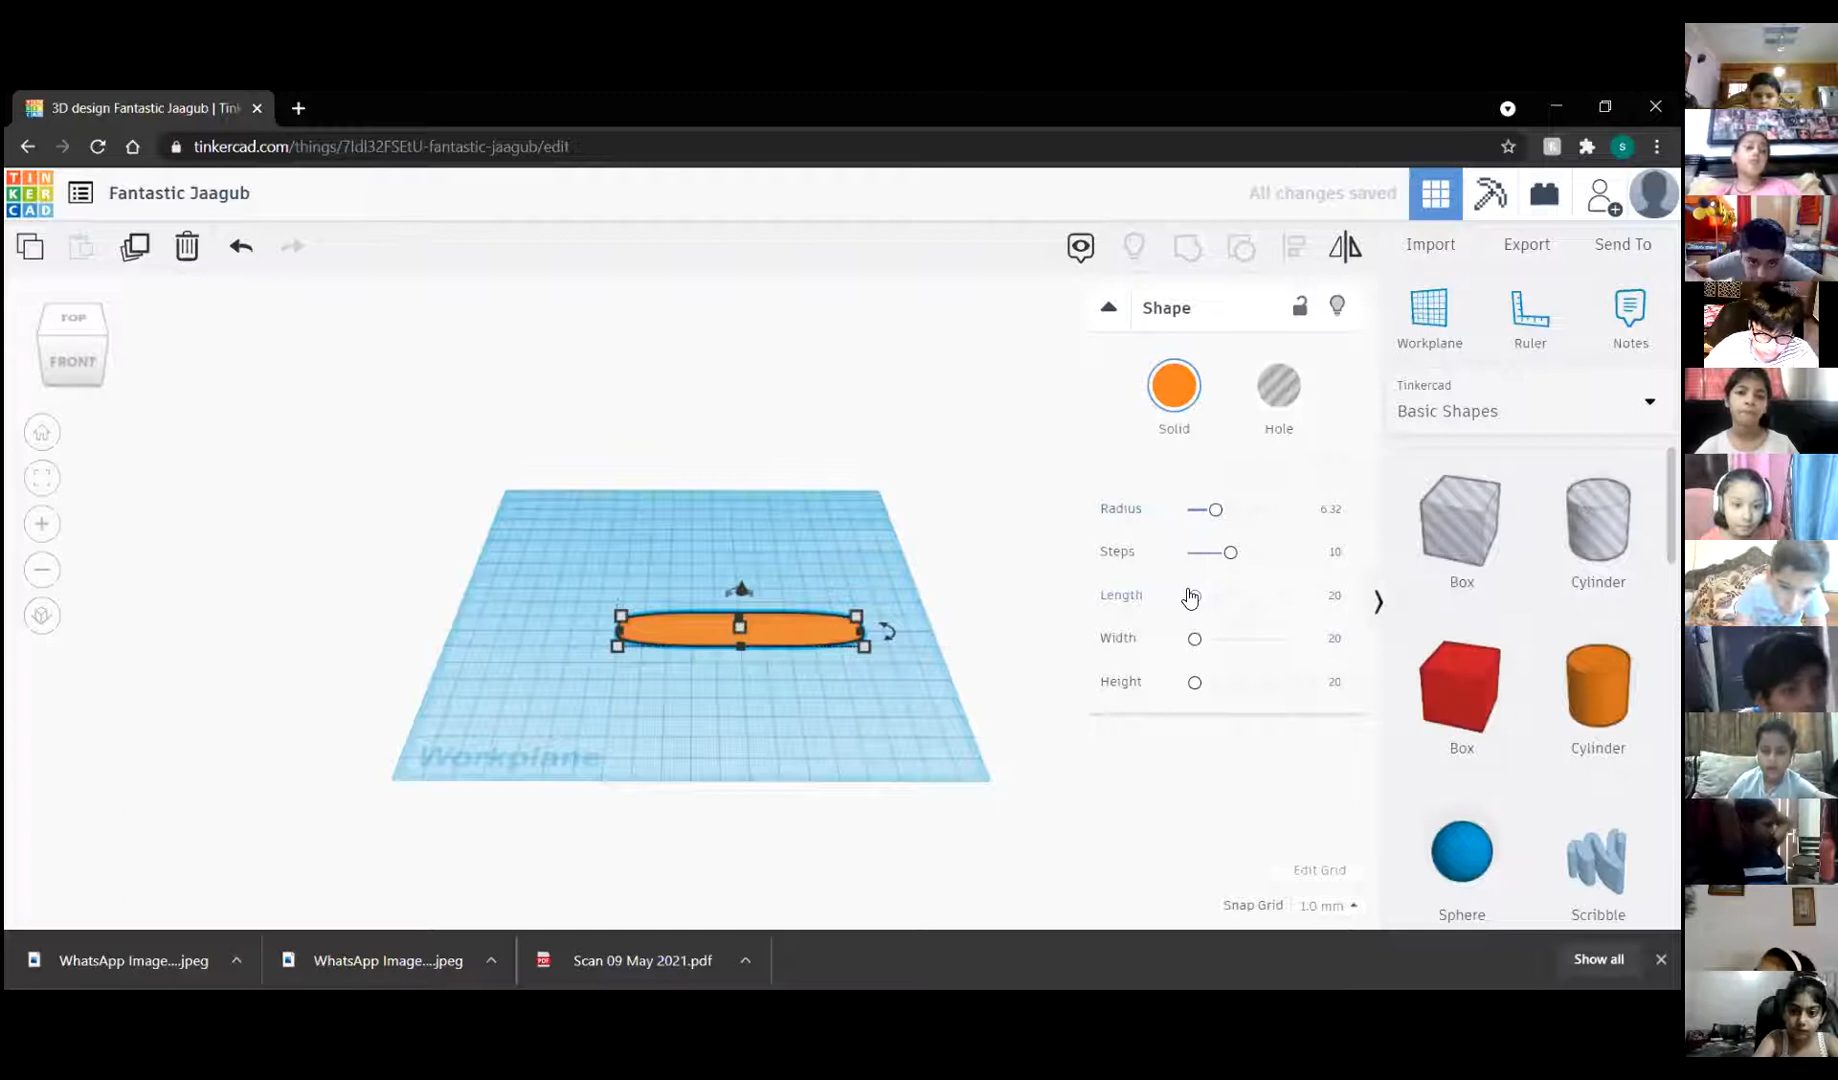 3D design Fantastic Jaagub | Tin
tinkercad.com/things/7Idl32FSEtU-fantastic-jaagub/edit
S
TIN
KER
CAD
Fantastic Jaagub
All changes saved
Import
Export
Send To
TOP
FRONT
Shape
Solid
Hole
Workplane
Ruler
Notes
Tinkercad
Basic Shapes
Radius 6.32
Steps 10
Length 20
Width 20
Height 20
Box
Cylinder
Box
Cylinder
Sphere
Scribble
Workplane
Edit Grid
Snap Grid 1.0 mm
WhatsApp Image....jpeg
WhatsApp Image....jpeg
PDF
Scan 09 May 2021.pdf
Show all